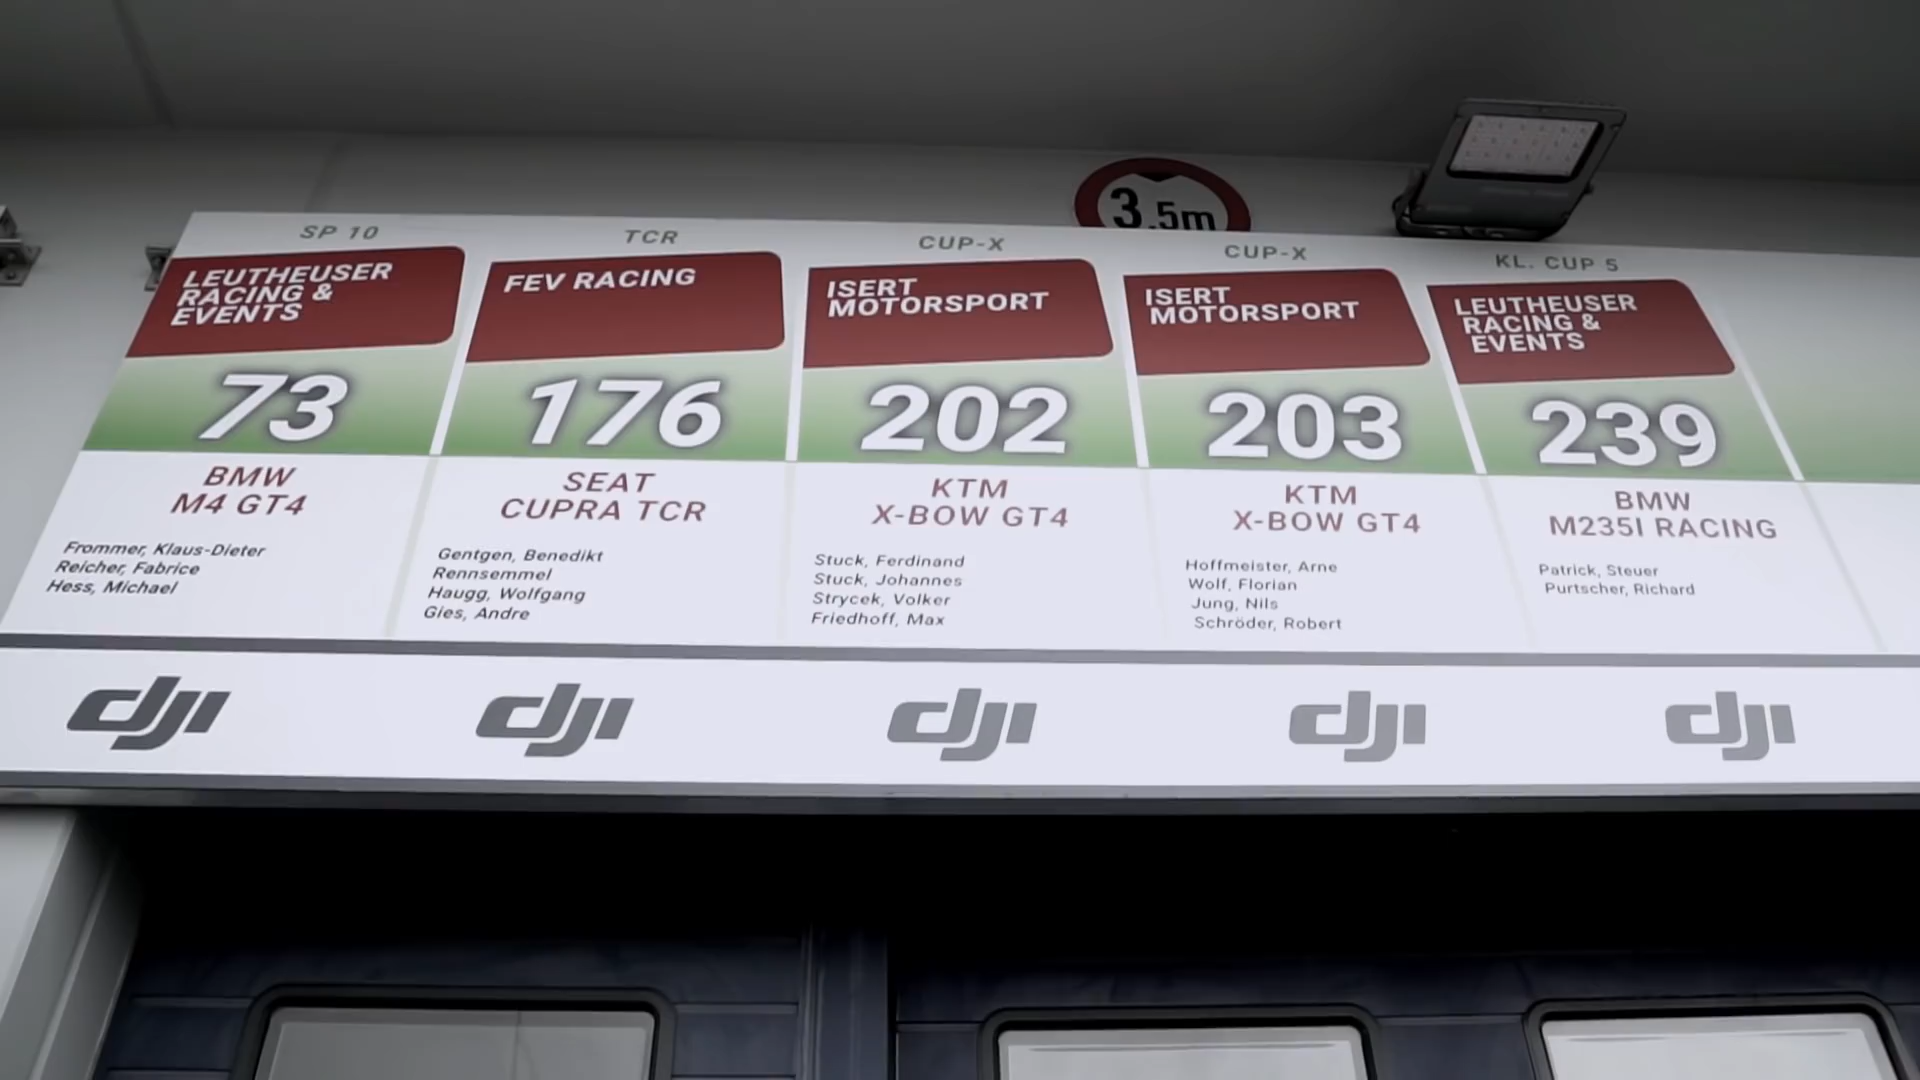 3.5m
SP 10
LEUTHEUSER
RACING &
EVENTS
73
BMW
M4 GT4
Frommer, Klaus-Dieter
Reicher, Fabrice
Hess, Michael
TCR
FEV RACING
176
SEAT
CUPRA TCR
Gentgen, Benedikt
Rennsemmel
Haugg, Wolfgang
Gies, Andre
CUP-X
ISERT
MOTORSPORT
202
KTM
X-BOW GT4
Stuck, Ferdinand
Stuck, Johannes
Strycek, Volker
Friedhoff, Max
CUP-X
ISERT
MOTORSPORT
203
KTM
X-BOW GT4
Hoffmeister, Arne
Wolf, Florian
Jung, Nils
Schröder, Robert
KL. CUP 5
LEUTHEUSER
RACING &
EVENTS
239
BMW
M235I RACING
Patrick, Steuer
Purtscher, Richard
dji
dji
dji
dji
dji